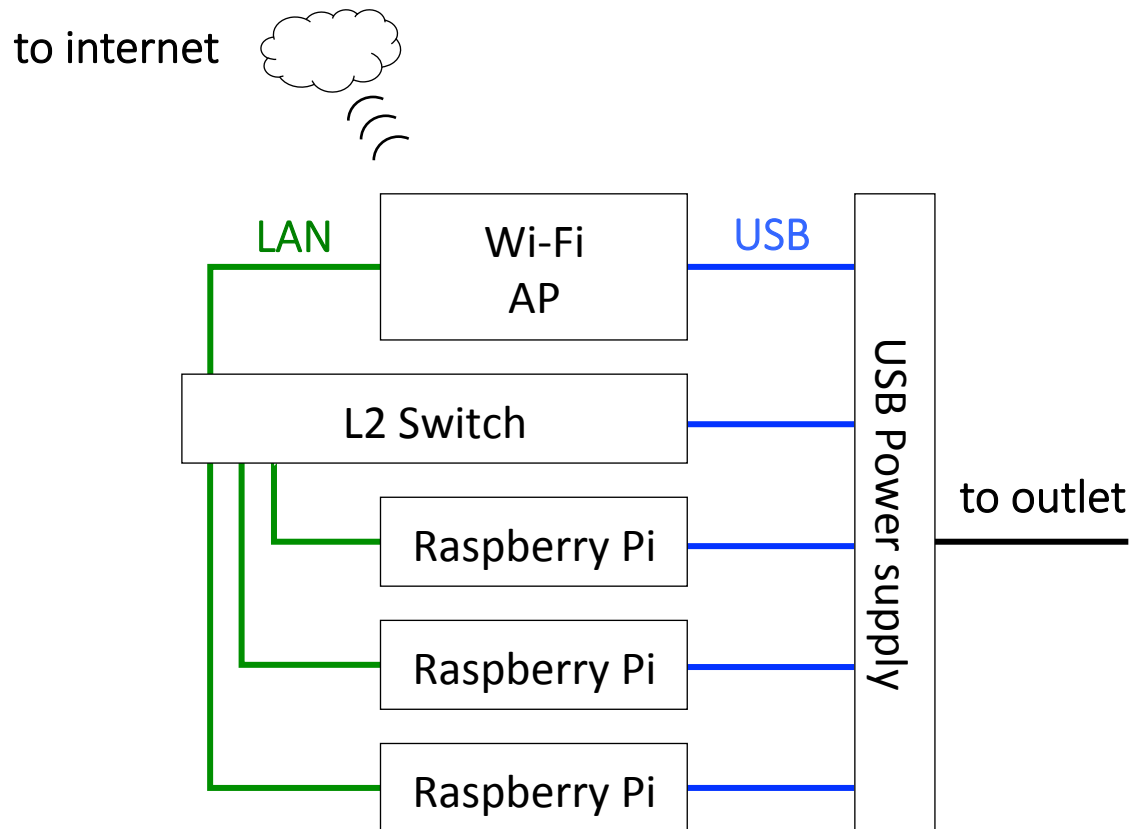 to internet
LAN
Wi-Fi
AP
USB
L2 Switch
USB Power supply
to outlet
Raspberry Pi
Raspberry Pi
Raspberry Pi